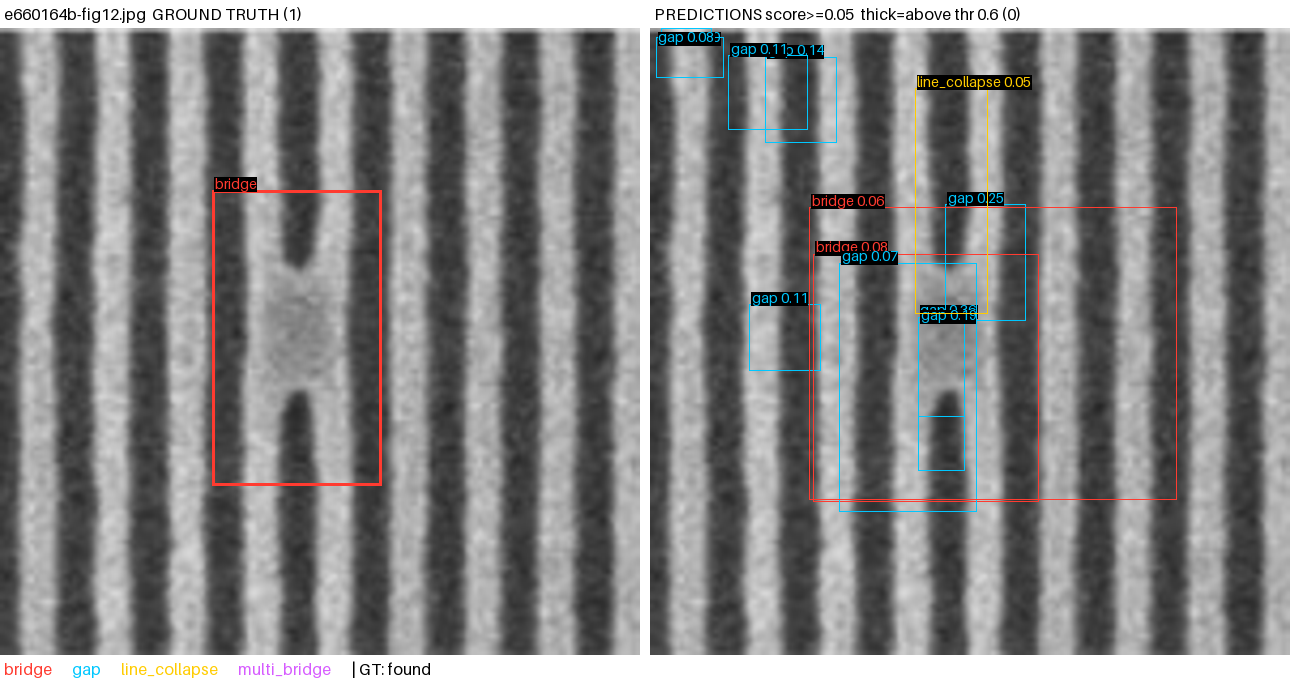 e660164b-fig12.jpg GROUND TRUTH (1)
PREDICTIONS score>=0.05 thick=above thr 0.6 (0)
gap 0.08
gap 0.11
0.14
line_collapse 0.05
bridge
bridge 0.06
gap 0.25
bridge 0.08
gap 0.07
gap 0.11
gap 0.19
bridge gap line_collapse multi_bridge | GT: found